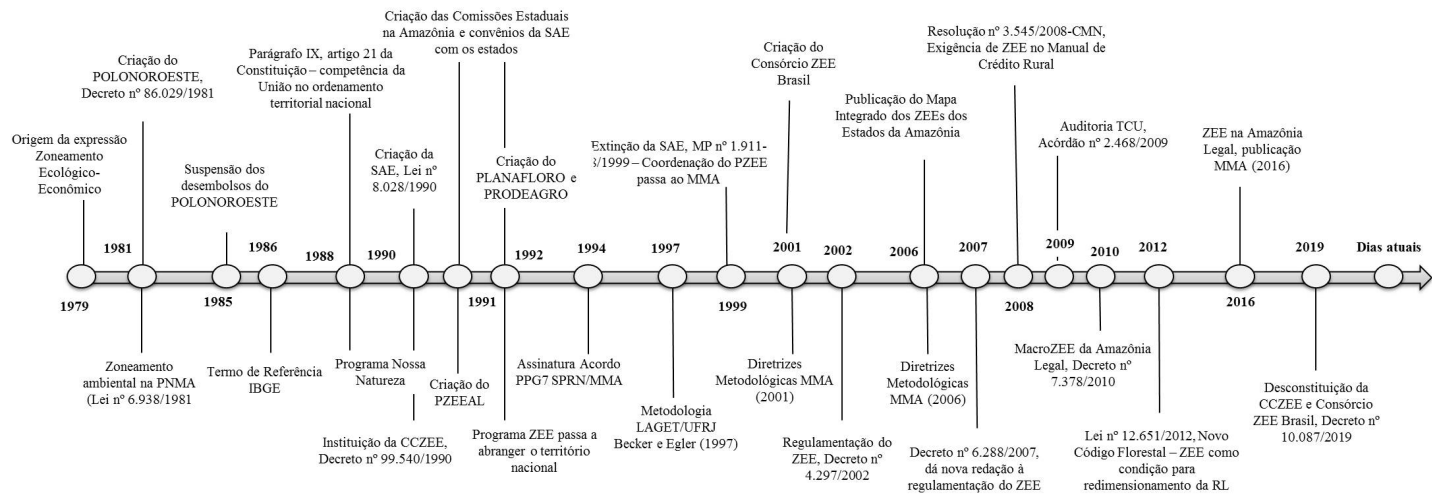 Criação das Comissões Estaduais
na Amazônia e convênios da SAE
com os estados
Resolução nº 3.545/2008-CMN,
Exigência de ZEE no Manual de
Crédito Rural
Criação do
POLONOROESTE,
Decreto nº 86.029/1981
Parágrafo IX, artigo 21 da
Constituição – competência da
União no ordenamento
territorial nacional
Criação do
Consórcio ZEE
Brasil
Publicação do Mapa
Integrado dos ZEEs dos
Estados da Amazônia
Origem da expressão
Zoneamento
Ecológico-
Econômico
Suspensão dos
desembolsos do
POLONOROESTE
Criação da
SAE, Lei nº
8.028/1990
Criação do
PLANAFLORO e
PRODEAGRO
Extinção da SAE, MP nº 1.911-
8/1999 – Coordenação do PZEE
passa ao MMA
Auditoria TCU,
Acórdão nº 2.468/2009
ZEE na Amazônia
Legal, publicação
MMA (2016)
1981
1986
1988
1990
1992
1994
1997
2001
2002
2006
2007
2009
2010
2012
2019
Dias atuais
1979
1985
1991
1999
2008
2016
Zoneamento
ambiental na PNMA
(Lei nº 6.938/1981
Termo de Referência
IBGE
Programa Nossa
Natureza
Instituição da CCZEE,
Decreto nº 99.540/1990
Criação do
PZEEAL
Programa ZEE passa a
abranger o território
nacional
Assinatura Acordo
PPG7 SPRN/MMA
Metodologia
LAGET/UFRJ
Becker e Egler (1997)
Diretrizes
Metodológicas MMA
(2001)
Regulamentação do
ZEE, Decreto nº
4.297/2002
Diretrizes
Metodológicas
MMA (2006)
Decreto nº 6.288/2007,
dá nova redação à
regulamentação do ZEE
MacroZEE da Amazônia
Legal, Decreto nº
7.378/2010
Lei nº 12.651/2012, Novo
Código Florestal – ZEE como
condição para
redimensionamento da RL
Desconstituição da
CCZEE e Consórcio
ZEE Brasil, Decreto nº
10.087/2019